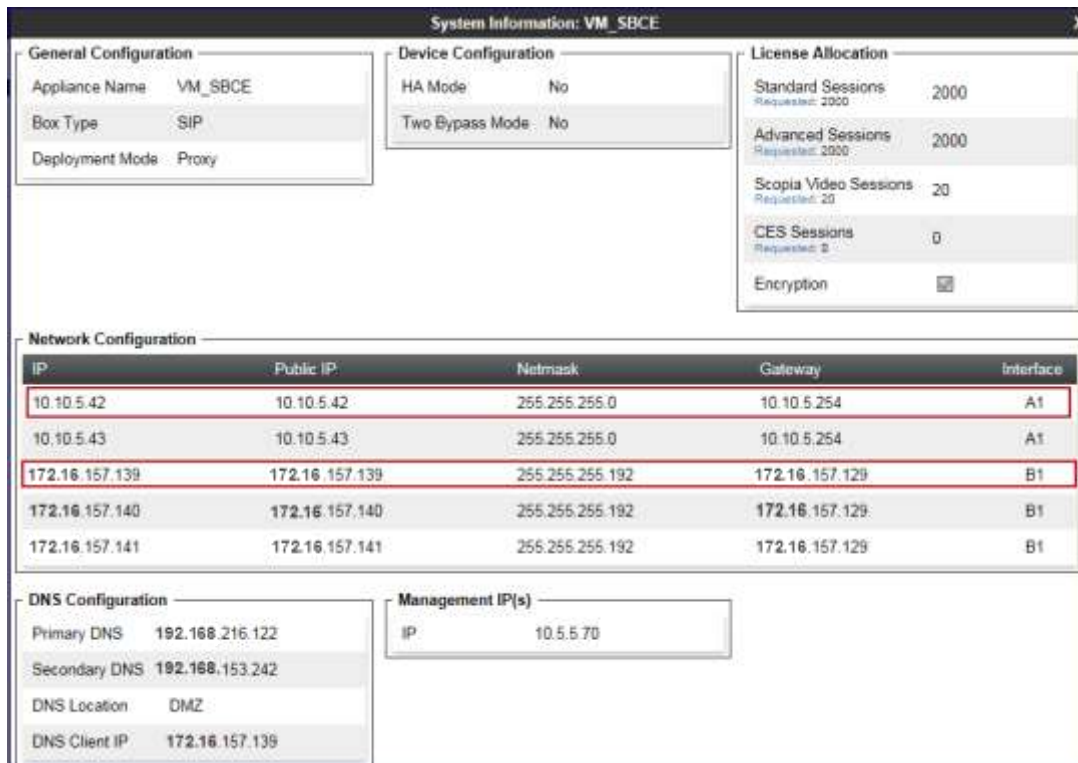 System Information: VM_SBCE
X
General Configuration
Appliance Name VM_SBCE
Box Type SIP
Deployment Mode Proxy
Device Configuration
HA Mode No
Two Bypass Mode No
License Allocation
Standard Sessions 2000
Requested: 2000
Advanced Sessions 2000
Requested: 2000
Scopia Video Sessions 20
Requested: 20
CES Sessions 0
Requested: 0
Encryption
Network Configuration
IP Public IP Netmask Gateway Interface
10.10.5.42 10.10.5.42 255.255.255.0 10.10.5.254 A1
10.10.5.43 10.10.5.43 255.255.255.0 10.10.5.254 A1
172.16.157.139 172.16.157.139 255.255.255.192 172.16.157.129 B1
172.16.157.140 172.16.157.140 255.255.255.192 172.16.157.129 B1
172.16.157.141 172.16.157.141 255.255.255.192 172.16.157.129 B1
DNS Configuration
Primary DNS 192.168.216.122
Secondary DNS 192.168.153.242
DNS Location DMZ
DNS Client IP 172.16.157.139
Management IP(s)
IP 10.5.5.70